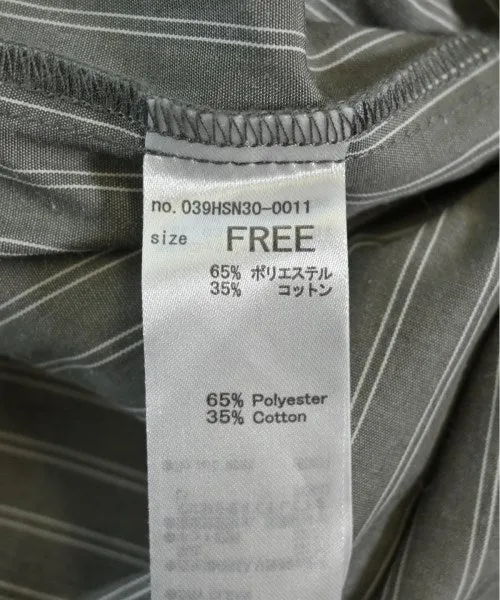 no. 039HSN30-0011
size FREE
65% ポリエステル
35% コットン
65% Polyester
35% Cotton